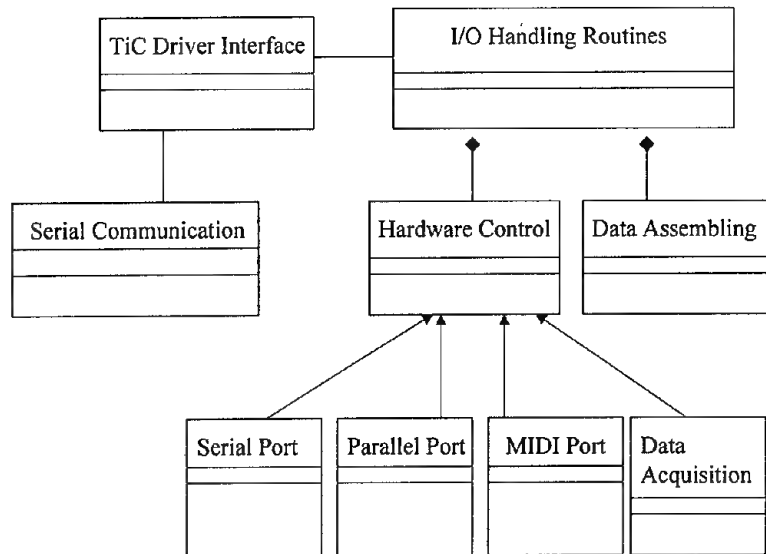 TiC Driver Interface
I/O Handling Routines
Serial Communication
Hardware Control
Data Assembling
Serial Port
Parallel Port
MIDI Port
Data
Acquisition